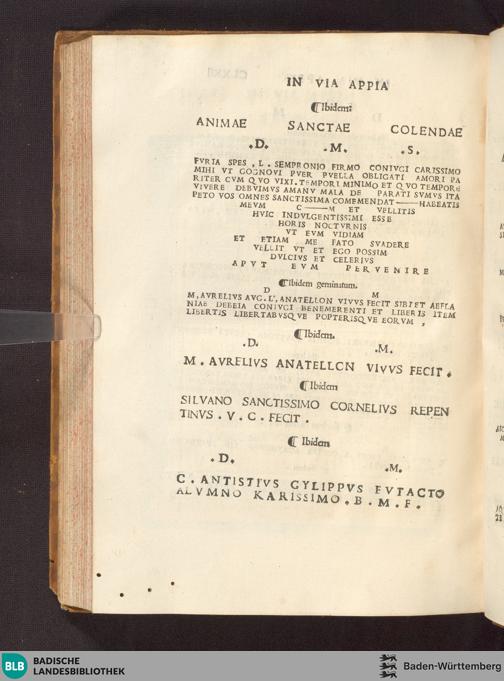 IN VIA APPIA
¶Ibidem:
ANIMAE SANCTAE COLENDAE
.D. .M. .S.
FVRIA SPES . L . SEMPRONIO FIRMO CONIVGI CARISSIMO
MIHI VT COGNOVI PVER PVELLA OBLIGATI AMORI PA
RITER CVM QVO VIXI . TEMPORI MINIMO ET QVO TEMPORE
VIVERE DEBVIMVS AMANV MALA DE PARATI SVMVS ITA
PETO VOS OMNES SANCTISSIMA COMEMENDAT HABEATIS
MEVM C M ET VELLITIS
HVIC INDVLGENTISSIMI ESSE
HORIS NOCTVRNIS
VT EVM VIDIAM
ET ETIAM ME FATO SVADERE
VELLIT VT ET EGO POSSIM
DVLCIVS ET CELERIVS
APVT EVM PERVENIRE
¶Ibidem geminatum.
D M
M, AVRELIVS AVG. L', ANATELLON VIVVS FECIT SIBI ET AEFLA
NIAE DEBEIA CONIVGI BENEMERENTI ET LIBERIS ITEM
LIBERTIS LIBERTABVSQVE POPTERISQVE EORVM ,
¶Ibidem.
.D. .M.
M . AVRELIVS ANATELLCN VIVVS FECIT .
¶Ibidem
SILVANO SANCTISSIMO CORNELIVS REPEN
TINVS . V . C . FECIT .
¶ Ibidem
.D. .M.
C . ANTISTIVS GYLIPPVS EVTACTO
ALVMNO KARISSIMO . B . M . F .
BLB
BADISCHE
LANDESBIBLIOTHEK
Baden-Württemberg